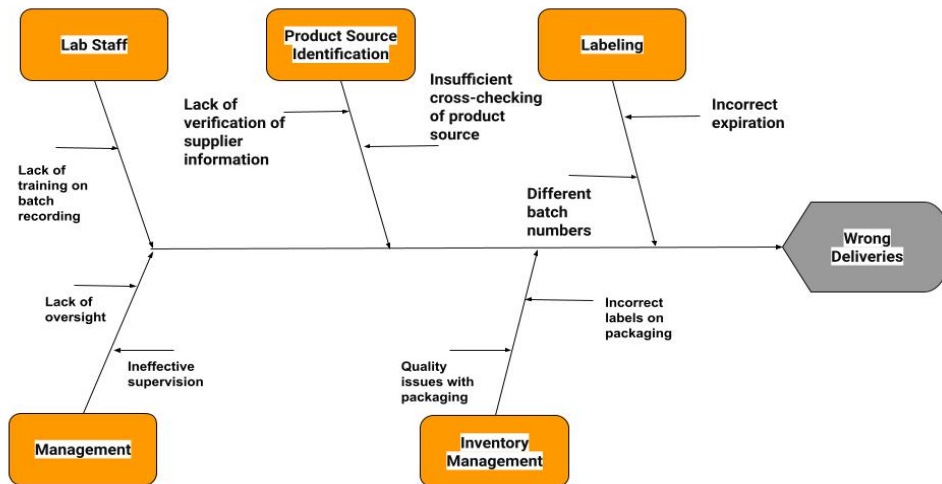 Lab Staff
Product Source
Identification
Labeling
Lack of
verification of
supplier
information
Insufficient
cross-checking
of product
source
Incorrect
expiration
Lack of
training on
batch
recording
Different
batch
numbers
Wrong
Deliveries
Lack of
oversight
Incorrect
labels on
packaging
Ineffective
supervision
Quality
issues with
packaging
Management
Inventory
Management